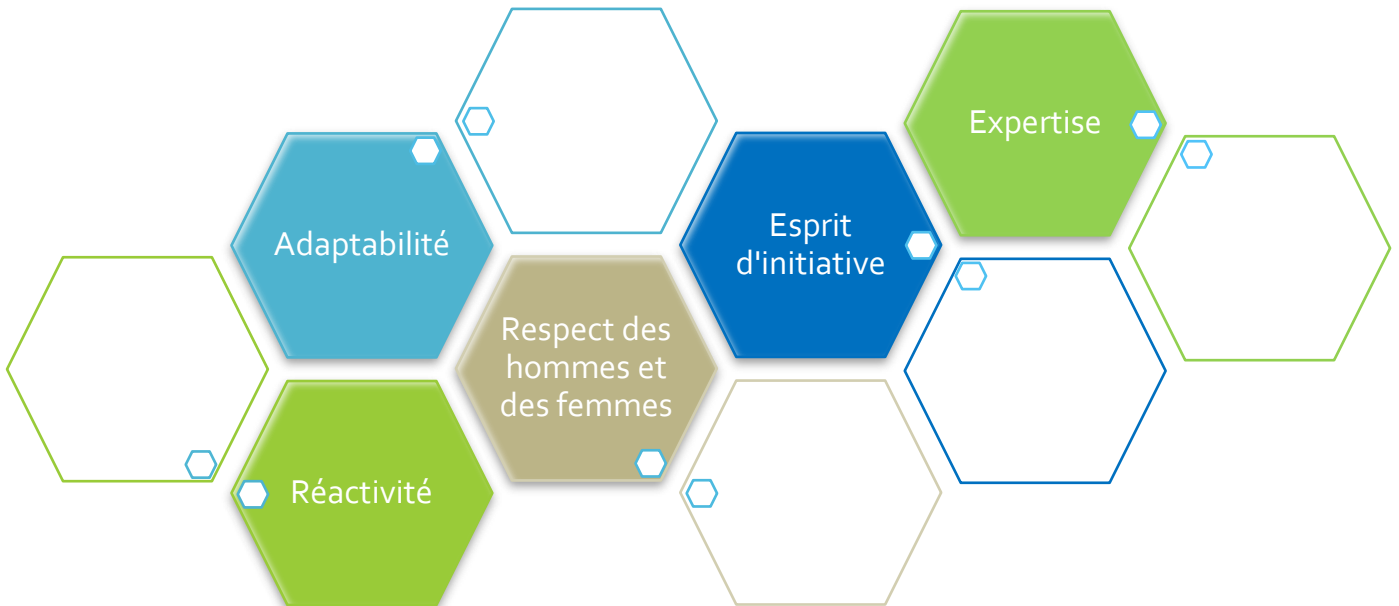 Expertise
Adaptabilité
Esprit
d'initiative
Respect des
hommes et
des femmes
Réactivité